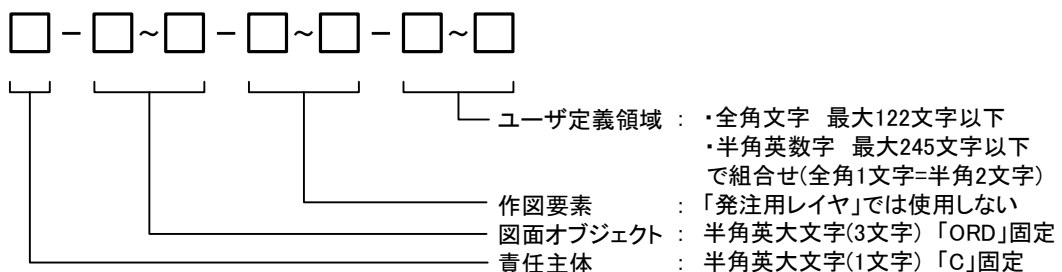 □－□～□－□～□－□～□
ユーザ定義領域 : ・全角文字 最大122文字以下
・半角英数字 最大245文字以下
で組合せ(全角1文字=半角2文字)
作図要素 : 「発注用レイヤ」では使用しない
図面オブジェクト : 半角英大文字(3文字) 「ORD」固定
責任主体 : 半角英大文字(1文字) 「C」固定